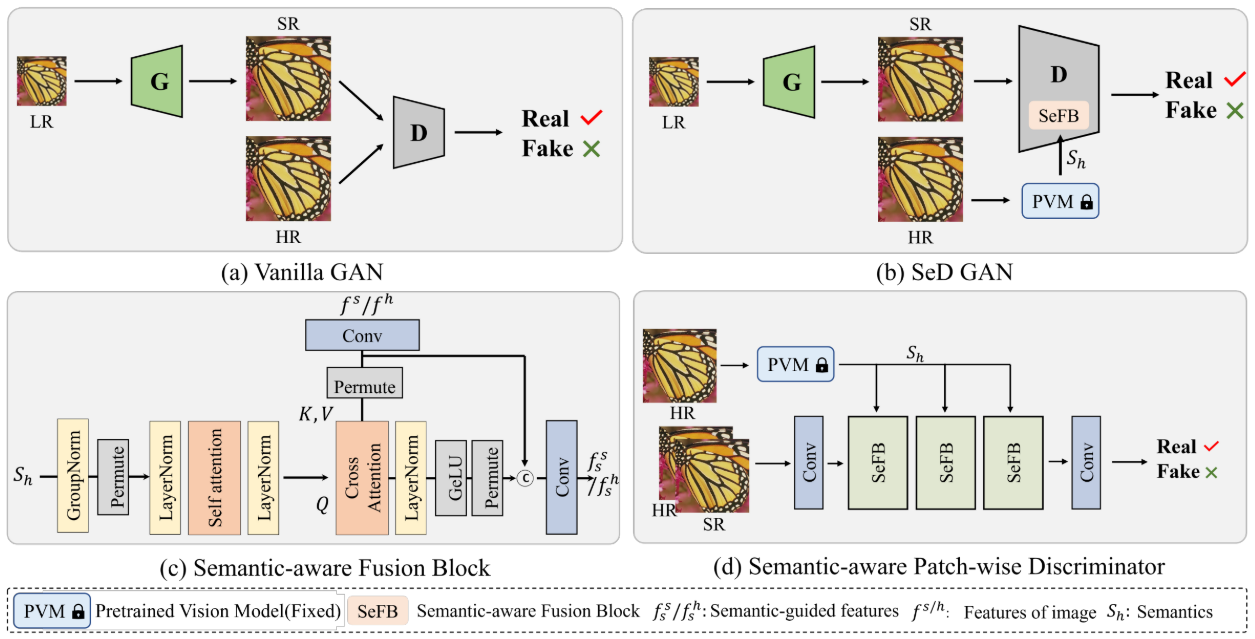 SR
LR
G
D
Real
Fake
HR
(a) Vanilla GAN
SR
LR
G
D
SeFB
Real
Fake
S_h
PVM
HR
(b) SeD GAN
f^s/f^h
Conv
Permute
K, V
S_h
GroupNorm
Permute
LayerNorm
Self attention
LayerNorm
Q
Cross
Attention
LayerNorm
GeLU
Permute
C
Conv
f_s^s
/f_s^h
(c) Semantic-aware Fusion Block
PVM
S_h
HR
HR
SR
Conv
SeFB
SeFB
SeFB
Conv
Real
Fake
(d) Semantic-aware Patch-wise Discriminator
PVM Pretrained Vision Model(Fixed) SeFB Semantic-aware Fusion Block f_s^s/f_s^h: Semantic-guided features f^{s/h}: Features of image S_h: Semantics